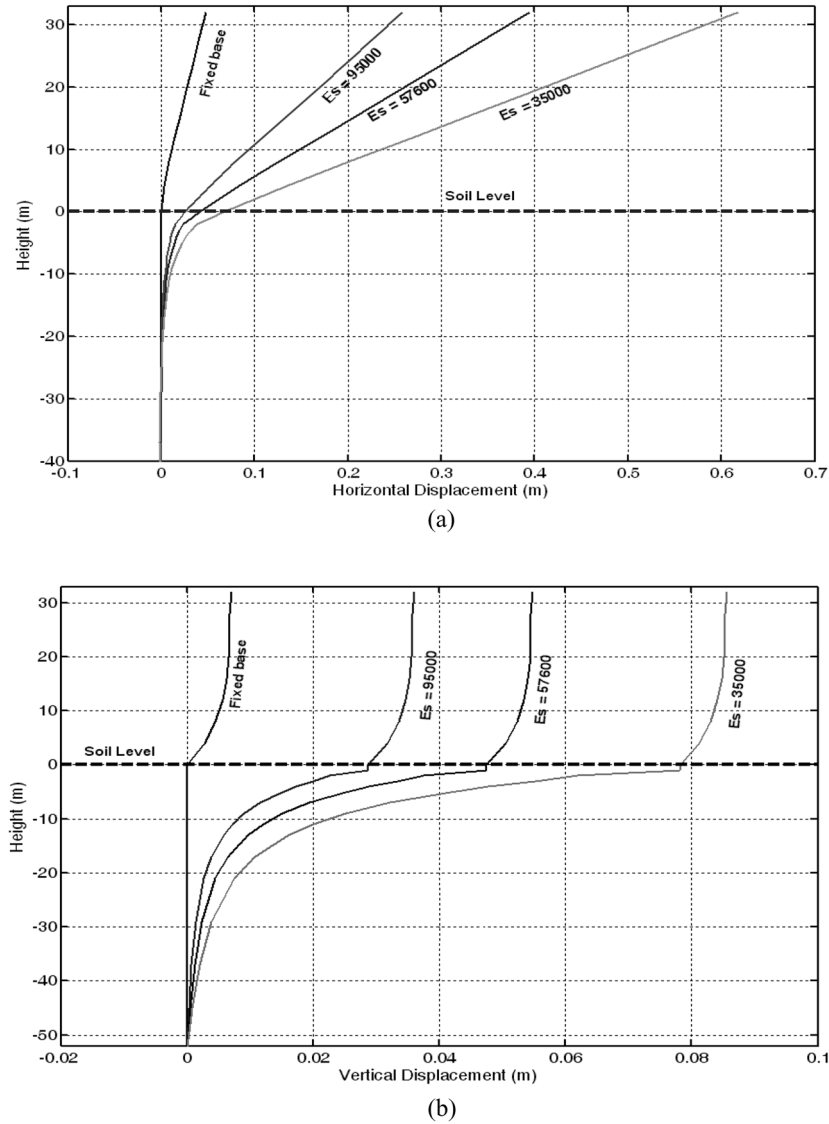 30
20
10
0
-10
-20
-30
-40
Height (m)
Fixed base
Es = 95000
Es = 57600
Es = 35000
Soil Level
-0.1 0 0.1 0.2 0.3 0.4 0.5 0.6 0.7
Horizontal Displacement (m)
(a)
30
20
10
0
-10
-20
-30
-40
-50
Height (m)
Fixed base
Es = 95000
Es = 57600
Es = 35000
Soil Level
-0.02 0 0.02 0.04 0.06 0.08 0.1
Vertical Displacement (m)
(b)